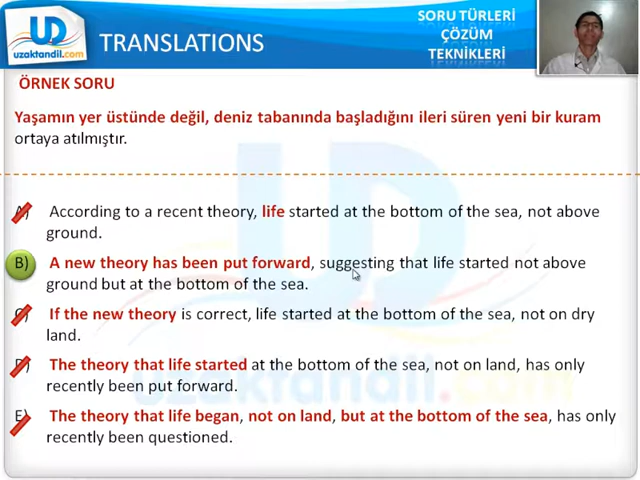 UD
uzaktandil.com
TRANSLATIONS
SORU TÜRLERİ
ÇÖZÜM
TEKNİKLERİ
ÖRNEK SORU
Yaşamın yer üstünde değil, deniz tabanında başladığını ileri süren yeni bir kuram
ortaya atılmıştır.
A) According to a recent theory, life started at the bottom of the sea, not above
ground.
B) A new theory has been put forward, suggesting that life started not above
ground but at the bottom of the sea.
C) If the new theory is correct, life started at the bottom of the sea, not on dry
land.
D) The theory that life started at the bottom of the sea, not on land, has only
recently been put forward.
E) The theory that life began, not on land, but at the bottom of the sea, has only
recently been questioned.
uzaktandil.com